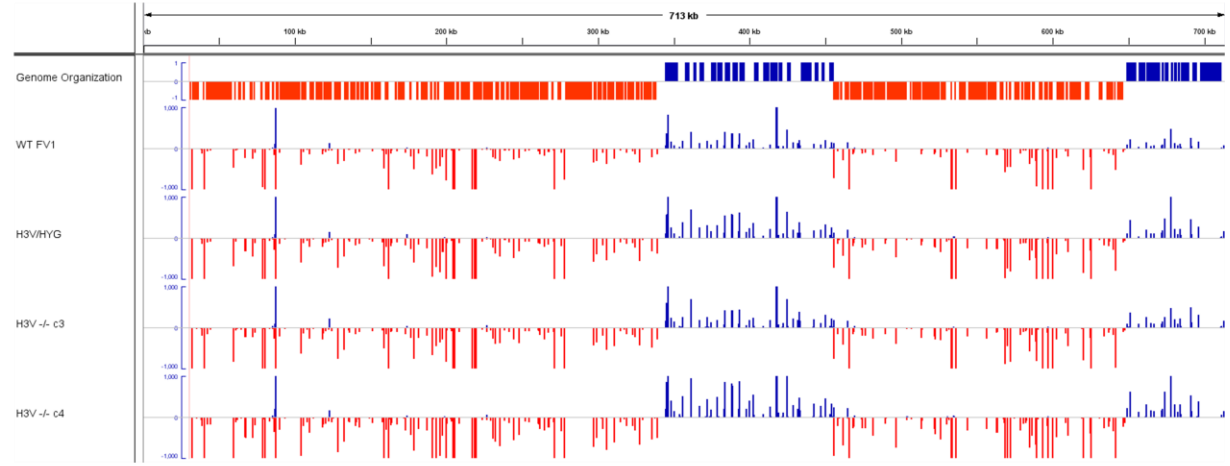 713 kb
kb 100 kb 200 kb 300 kb 400 kb 500 kb 600 kb 700 kb
Genome Organization
1
0
-1
WT FV1
1,000
0
-1,000
H3V/HYG
1,000
0
-1,000
H3V -/- c3
1,000
0
-1,000
H3V -/- c4
1,000
0
-1,000